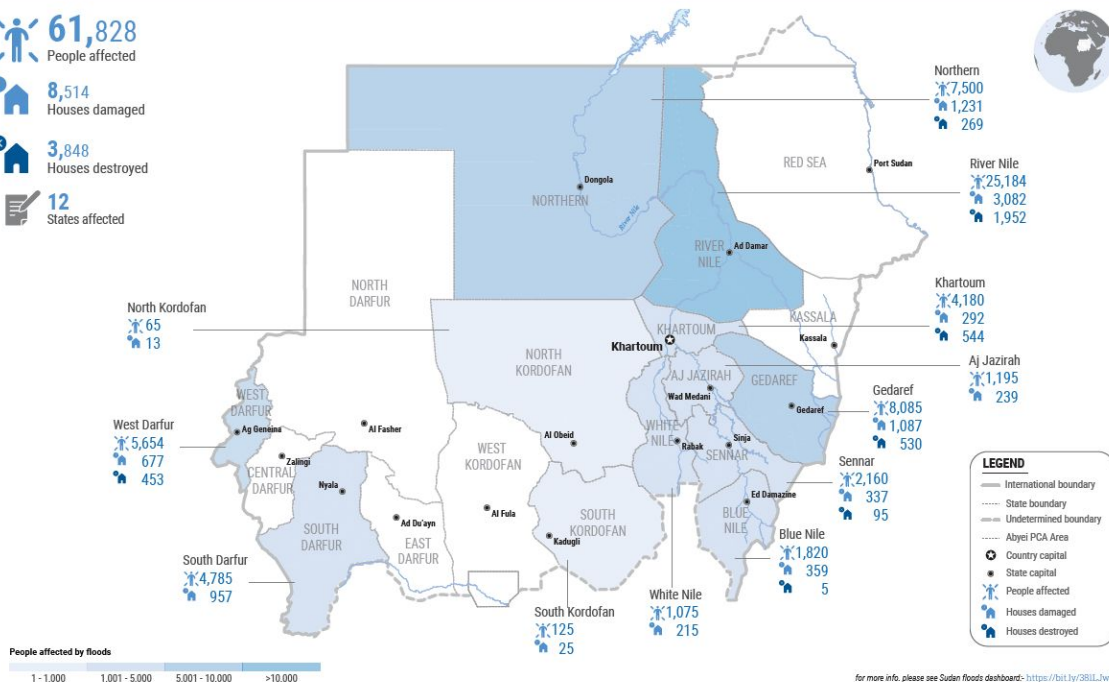 61,828
People affected
8,514
Houses damaged
3,848
Houses destroyed
12
States affected
Northern
7,500
1,231
269
River Nile
25,184
3,082
1,952
Khartoum
4,180
292
544
Aj Jazirah
1,195
239
Gedaref
8,085
1,087
530
Sennar
2,160
337
95
Blue Nile
1,820
359
5
White Nile
1,075
215
South Kordofan
125
25
South Darfur
4,785
957
West Darfur
5,654
677
453
North Kordofan
65
13
RED SEA
Port Sudan
Dongola
NORTHERN
River Nile
RIVER
NILE
Ad Damar
NORTH
DARFUR
KHARTOUM
Khartoum
KASSALA
Kassala
NORTH
KORDOFAN
AJ JAZIRAH
Wad Medani
GEDAREF
Gedaref
WEST
DARFUR
Ag Geneina
Al Fasher
Zalingi
CENTRAL
DARFUR
Nyala
SOUTH
DARFUR
Ad Du'ayn
EAST
DARFUR
WEST
KORDOFAN
Al Fula
Al Obeid
WHITE
NILE
Rabak
Sinja
SENNAR
Ed Damazine
BLUE
NILE
SOUTH
KORDOFAN
Kadugli
LEGEND
International boundary
State boundary
Undetermined boundary
Abyei PCA Area
Country capital
State capital
People affected
Houses damaged
Houses destroyed
People affected by floods
1 - 1.000 1.001 - 5.000 5.001 - 10.000 >10.000
for more info, please see Sudan floods dashboard:-